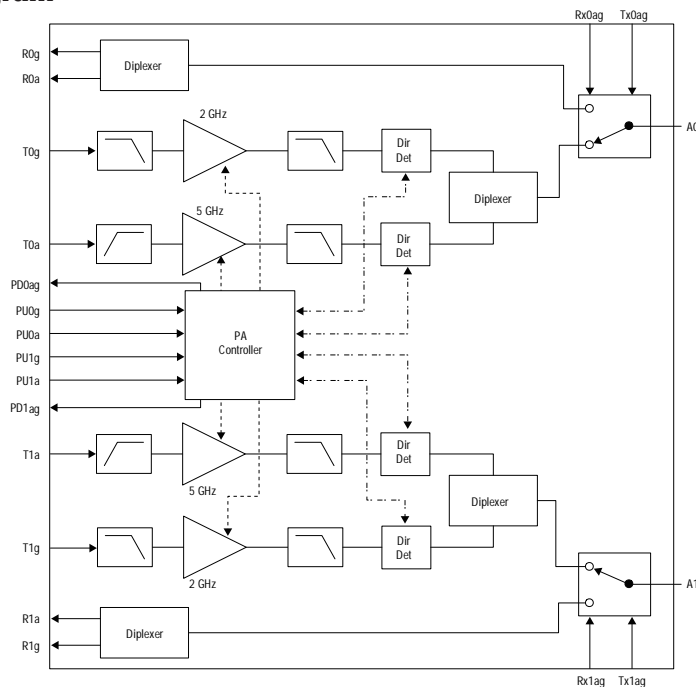 Rx0ag Tx0ag
R0g
R0a
Diplexer
2 GHz
T0g
Dir
Det
A0
Diplexer
5 GHz
T0a
Dir
Det
PD0ag
PU0g
PU0a
PU1g
PU1a
PD1ag
PA
Controller
T1a
Dir
Det
5 GHz
Diplexer
T1g
Dir
Det
2 GHz
A1
R1a
R1g
Diplexer
Rx1ag Tx1ag